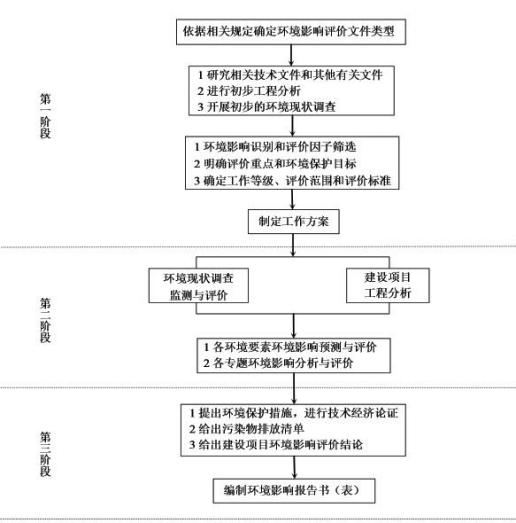 依据相关规定确定环境影响评价文件类型
第一阶段
1 研究相关技术文件和其他有关文件
2 进行初步工程分析
3 开展初步的环境现状调查
1 环境影响识别和评价因子筛选
2 明确评价重点和环境保护目标
3 确定工作等级、评价范围和评价标准
制定工作方案
第二阶段
环境现状调查
监测与评价
建设项目
工程分析
1 各环境要素环境影响预测与评价
2 各专题环境影响分析与评价
第三阶段
1 提出环境保护措施，进行技术经济论证
2 给出污染物排放清单
3 给出建设项目环境影响评价结论
编制环境影响报告书（表）